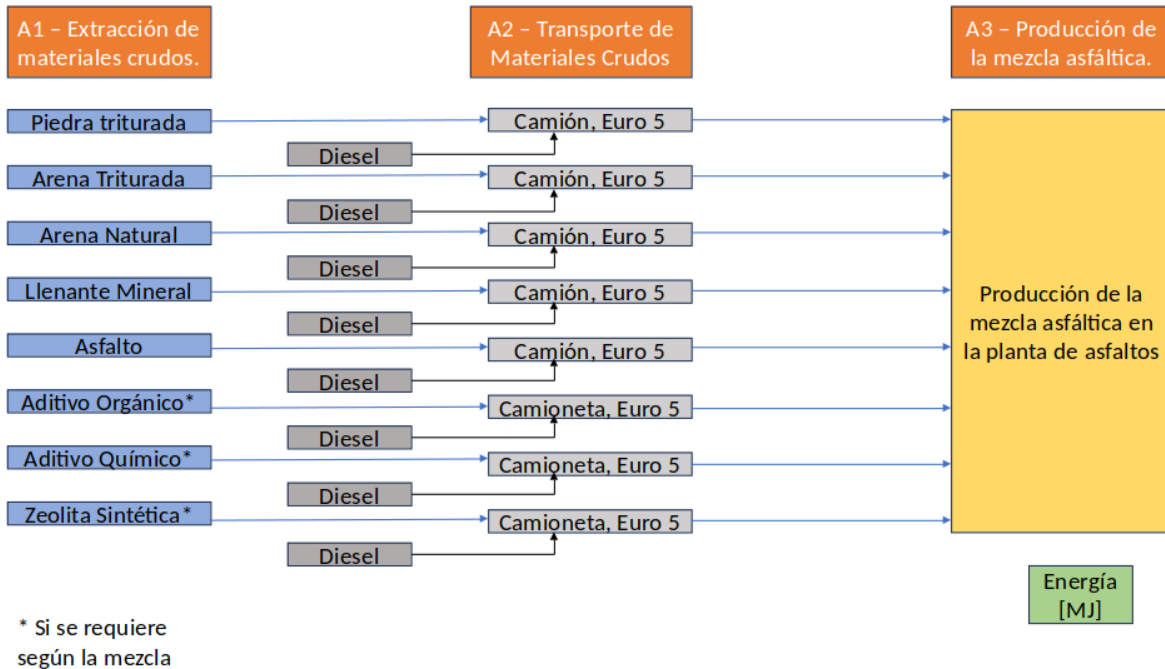 A1 – Extracción de
materiales crudos.
A2 – Transporte de
Materiales Crudos
A3 – Producción de
la mezcla asfáltica.
Piedra triturada
Camión, Euro 5
Diesel
Arena Triturada
Camión, Euro 5
Diesel
Arena Natural
Camión, Euro 5
Diesel
Llenante Mineral
Camión, Euro 5
Diesel
Asfalto
Camión, Euro 5
Diesel
Aditivo Orgánico*
Camioneta, Euro 5
Diesel
Aditivo Químico*
Camioneta, Euro 5
Diesel
Zeolita Sintética*
Camioneta, Euro 5
Diesel
Producción de la
mezcla asfáltica en
la planta de asfaltos
Energía
[MJ]
* Si se requiere
según la mezcla